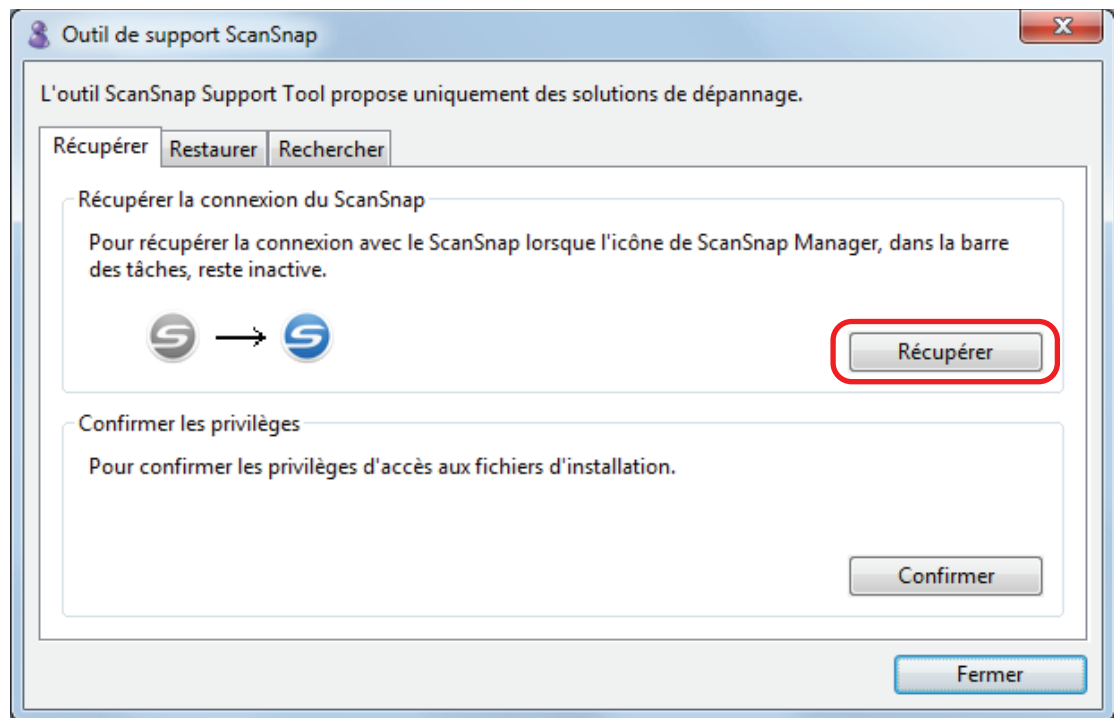 Outil de support ScanSnap
L'outil ScanSnap Support Tool propose uniquement des solutions de dépannage.
Récupérer Restaurer Rechercher
Récupérer la connexion du ScanSnap
Pour récupérer la connexion avec le ScanSnap lorsque l'icône de ScanSnap Manager, dans la barre
des tâches, reste inactive.
Récupérer
Confirmer les privilèges
Pour confirmer les privilèges d'accès aux fichiers d'installation.
Confirmer
Fermer